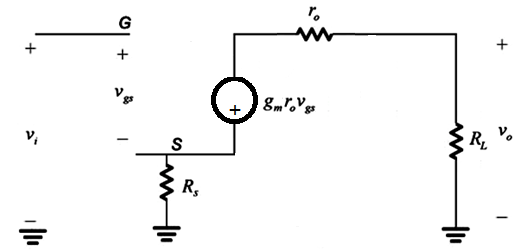 r_o
G
+
+
+
v_gs
+
g_m r_o v_gs
v_i
R_L
v_o
−
S
R_s
−
−